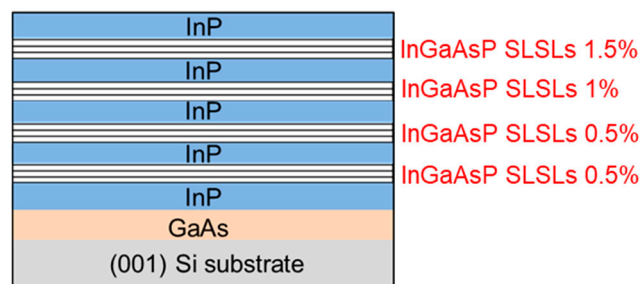 InP
InGaAsP SLSLs 1.5%
InP
InGaAsP SLSLs 1%
InP
InGaAsP SLSLs 0.5%
InP
InGaAsP SLSLs 0.5%
InP
GaAs
(001) Si substrate